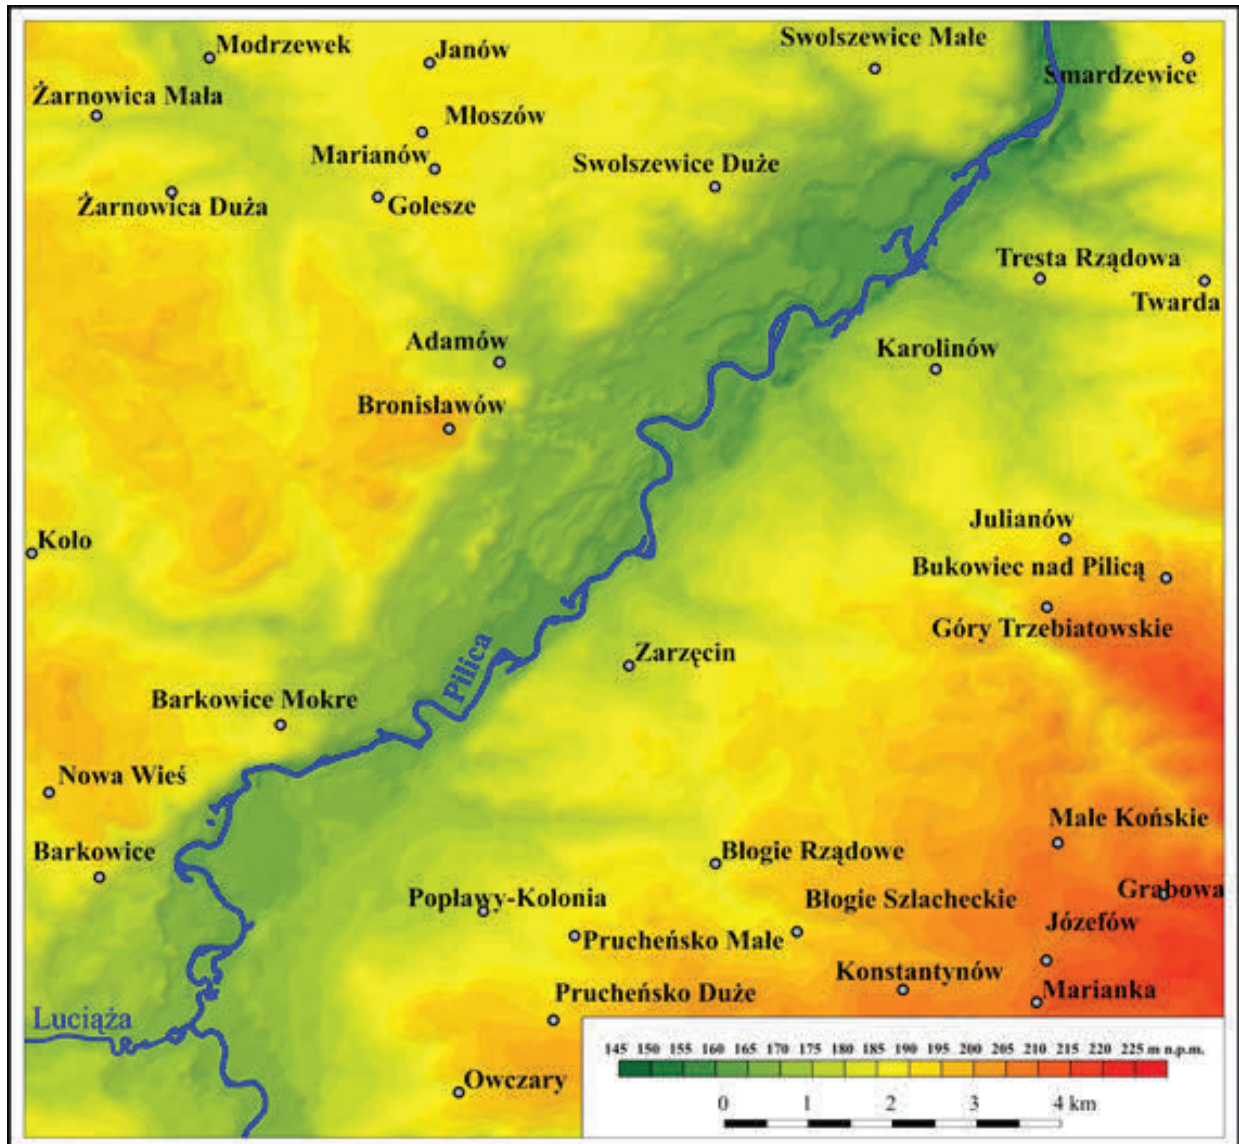 Modrzewek
Janów
Swolszewice Małe
Smardzewice
Żarnowica Mała
Młoszów
Marianów
Swolszewice Duże
Żarnowica Duża
Golesze
Tresta Rządowa
Twarda
Adamów
Karolinów
Bronisławów
Julianów
Koło
Bukowiec nad Pilicą
Góry Trzebiatowskie
Zarzęcin
Pilica
Barkowice Mokre
Nowa Wieś
Małe Końskie
Barkowice
Błogie Rządowe
Grabowa
Popławy-Kolonia
Błogie Szlacheckie
Józefów
Prucheńsko Małe
Konstantynów
Marianka
Prucheńsko Duże
Luciąża
145 150 155 160 165 170 175 180 185 190 195 200 205 210 215 220 225 m n.p.m.
Owczary
0 1 2 3 4 km